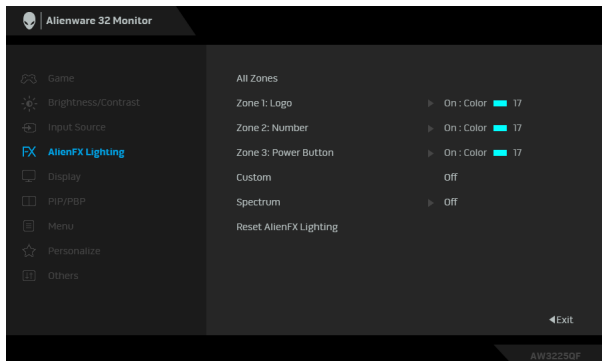 Alienware 32 Monitor
Game
All Zones
Brightness/Contrast
Zone 1: Logo
On : Color 17
Input Source
Zone 2: Number
On : Color 17
FX AlienFX Lighting
Zone 3: Power Button
On : Color 17
Display
Custom
Off
PIP/PBP
Spectrum
Off
Menu
Reset AlienFX Lighting
Personalize
Others
Exit
AW3225QF